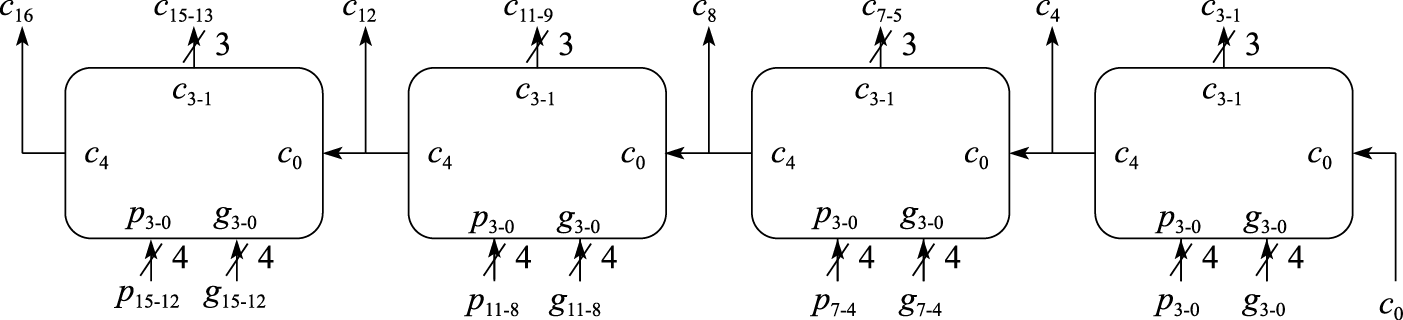 c16 c15-13 c12 c11-9 c8 c7-5 c4 c3-1
3 3 3 3
c3-1 c3-1 c3-1 c3-1
c4 c0 c4 c0 c4 c0 c4 c0
p3-0 g3-0 p3-0 g3-0 p3-0 g3-0 p3-0 g3-0
4 4 4 4 4 4 4 4
p15-12 g15-12 p11-8 g11-8 p7-4 g7-4 p3-0 g3-0 c0